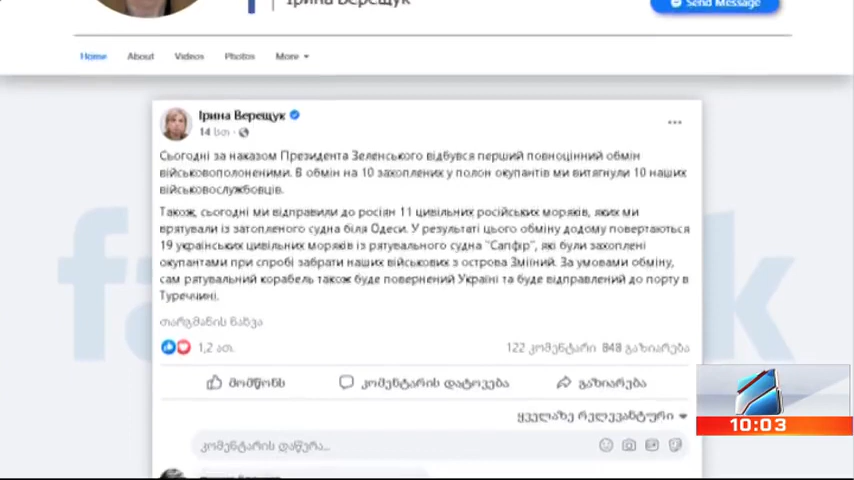 Ірина Верещук
Send Message
Home About Videos Photos More
Ірина Верещук
14 სთ ·
Сьогодні за наказом Президента Зеленського відбувся перший повноцінний обмін
військовополоненими. В обмін на 10 захоплених у полон окупантів ми витягнули 10 наших
військовослужбовців.
Також, сьогодні ми відправили до росіян 11 цивільних російських моряків, яких ми
врятували із затопленого судна біля Одеси. У результаті цього обміну додому повертаються
19 українських цивільних моряків із рятувального судна "Сапфір", які були захоплені
окупантами при спробі забрати наших військових з острова Зміїний. За умовами обміну,
сам рятувальний корабель також буде повернений Україні та буде відправлений до порту в
Туреччині.
თარგმანის ნახვა
1,2 ათ.
122 კომენტარი 848 გაზიარება
მომწონს კომენტარის დატოვება გაზიარება
ყველაზე რელევანტური
კომენტარის დაწერა...
10:03